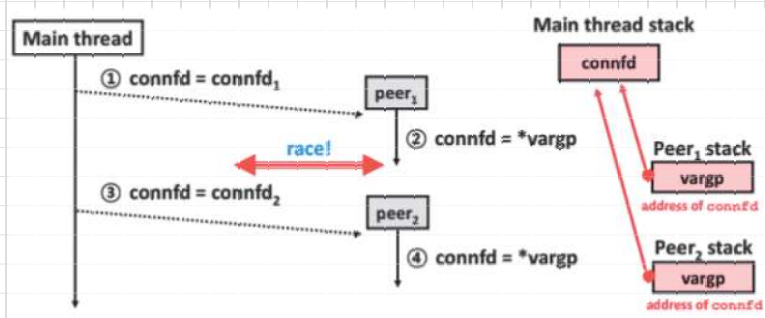 Main thread
① connfd = connfd₁
peer₁
② connfd = *vargp
race!
③ connfd = connfd₂
peer₂
④ connfd = *vargp
Main thread stack
connfd
Peer₁ stack
vargp
address of connfd
Peer₂ stack
vargp
address of connfd